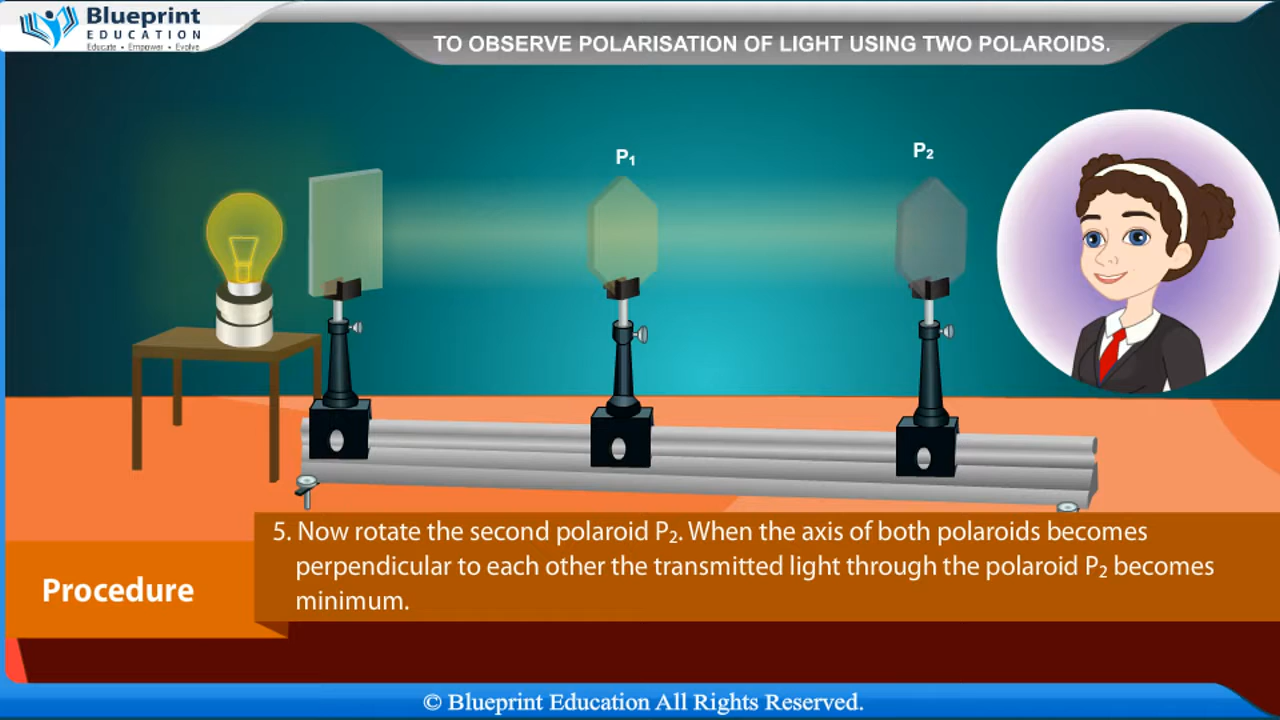 Blueprint
EDUCATION
Educate • Empower • Evolve
TO OBSERVE POLARISATION OF LIGHT USING TWO POLAROIDS.
P₁
P₂
5. Now rotate the second polaroid P₂. When the axis of both polaroids becomes
perpendicular to each other the transmitted light through the polaroid P₂ becomes
minimum.
Procedure
© Blueprint Education All Rights Reserved.